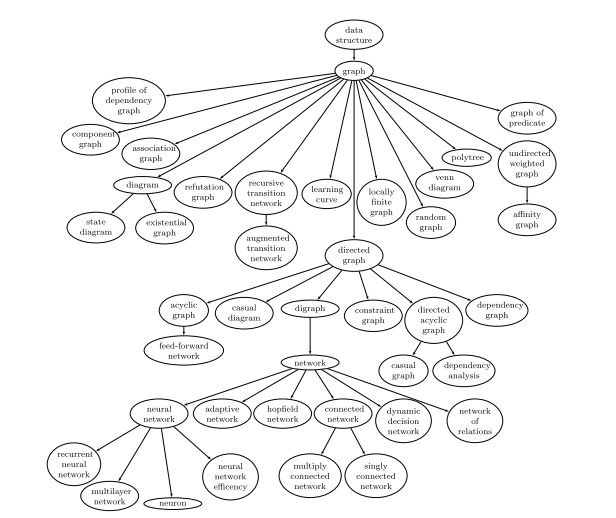 data
structure
graph
profile of
dependency
graph
graph of
predicate
component
graph
association
graph
polytree
undirected
weighted
graph
diagram
refutation
graph
recursive
transition
network
learning
curve
locally
finite
graph
venn
diagram
random
graph
affinity
graph
state
diagram
existential
graph
augmented
transition
network
directed
graph
acyclic
graph
casual
diagram
digraph
constraint
graph
directed
acyclic
graph
dependency
graph
feed-forward
network
network
casual
graph
dependency
analysis
neural
network
adaptive
network
hopfield
network
connected
network
dynamic
decision
network
network
of
relations
recurrent
neural
network
multilayer
network
neuron
neural
network
efficency
multiply
connected
network
singly
connected
network